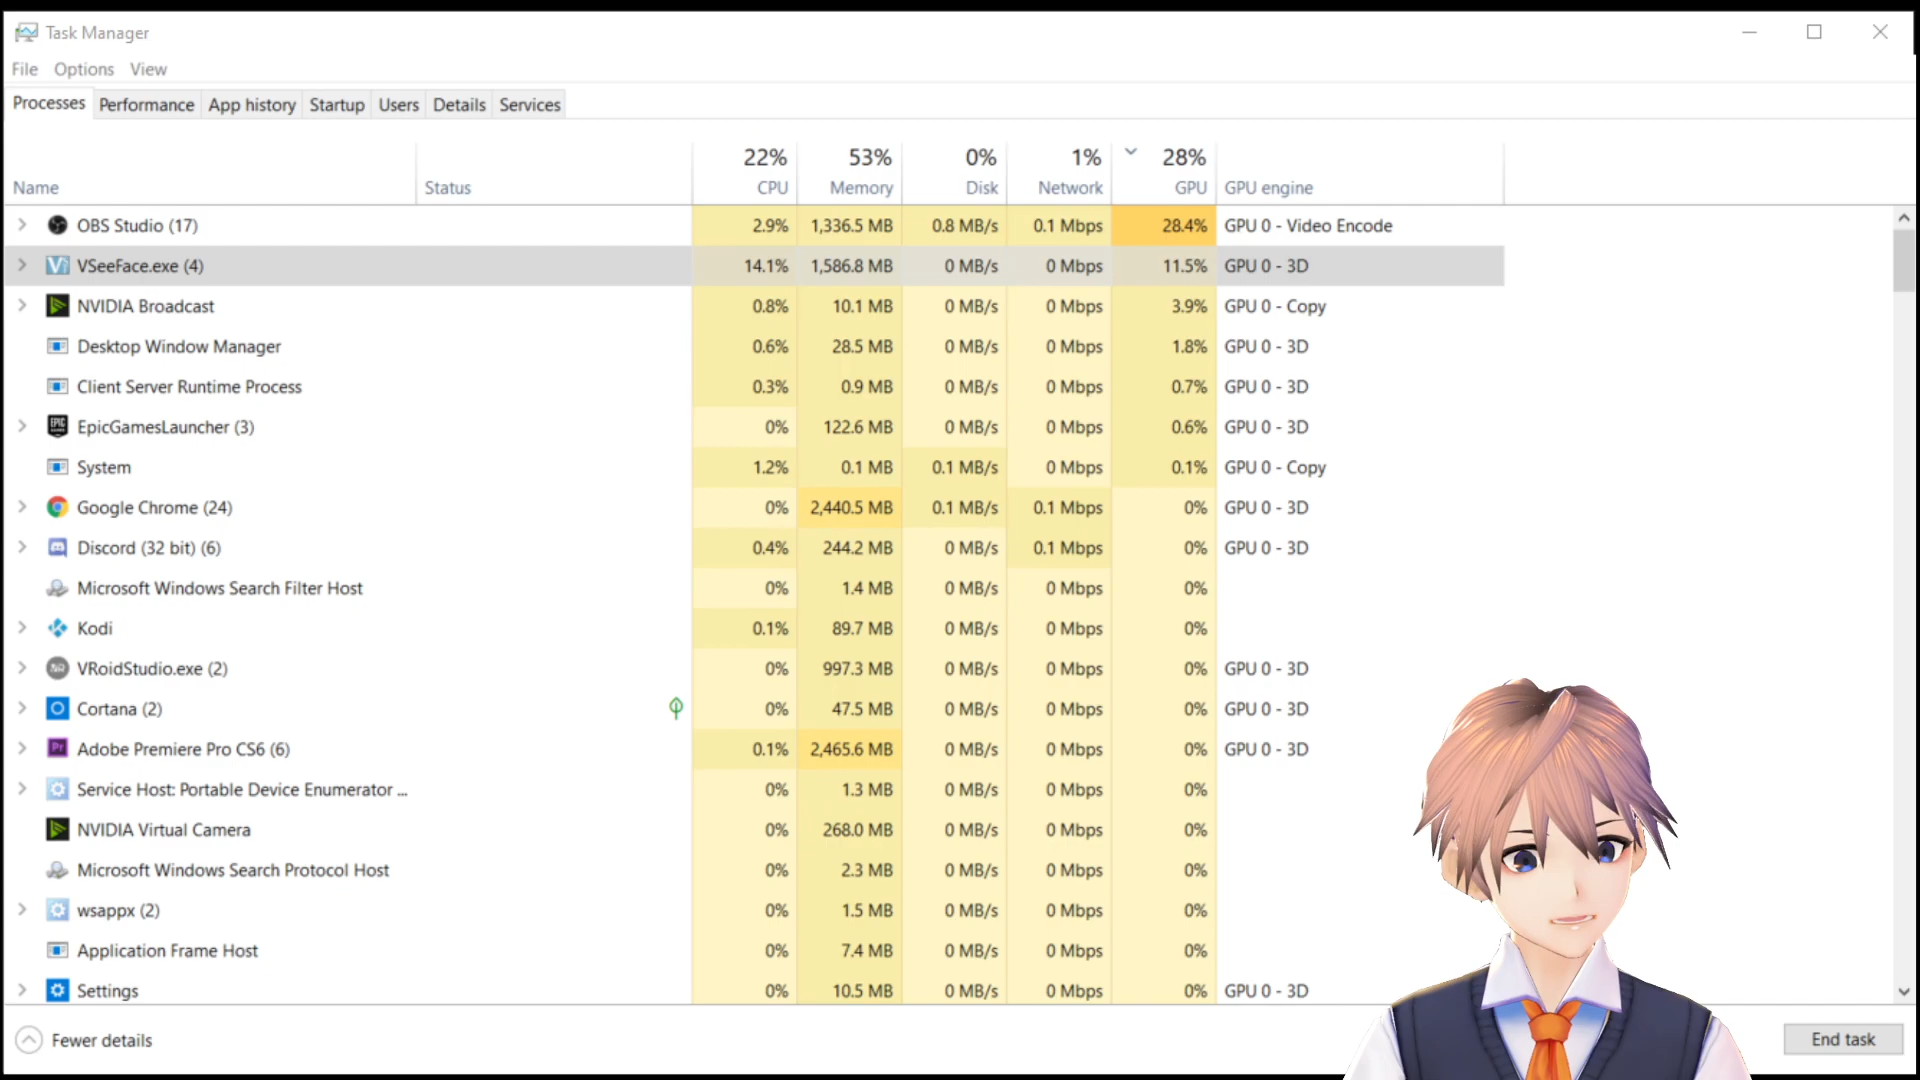 Task Manager
File Options View
Processes Performance App history Startup Users Details Services
22% 53% 0% 1% 28%
Name Status CPU Memory Disk Network GPU GPU engine
OBS Studio (17) 2.9% 1,336.5 MB 0.8 MB/s 0.1 Mbps 28.4% GPU 0 - Video Encode
VSeeFace.exe (4) 14.1% 1,586.8 MB 0 MB/s 0 Mbps 11.5% GPU 0 - 3D
NVIDIA Broadcast 0.8% 10.1 MB 0 MB/s 0 Mbps 3.9% GPU 0 - Copy
Desktop Window Manager 0.6% 28.5 MB 0 MB/s 0 Mbps 1.8% GPU 0 - 3D
Client Server Runtime Process 0.3% 0.9 MB 0 MB/s 0 Mbps 0.7% GPU 0 - 3D
EPIC EpicGamesLauncher (3) 0% 122.6 MB 0 MB/s 0 Mbps 0.6% GPU 0 - 3D
System 1.2% 0.1 MB 0.1 MB/s 0 Mbps 0.1% GPU 0 - Copy
Google Chrome (24) 0% 2,440.5 MB 0.1 MB/s 0.1 Mbps 0% GPU 0 - 3D
Discord (32 bit) (6) 0.4% 244.2 MB 0 MB/s 0.1 Mbps 0% GPU 0 - 3D
Microsoft Windows Search Filter Host 0% 1.4 MB 0 MB/s 0 Mbps 0%
Kodi 0.1% 89.7 MB 0 MB/s 0 Mbps 0%
VRoidStudio.exe (2) 0% 997.3 MB 0 MB/s 0 Mbps 0% GPU 0 - 3D
Cortana (2) 0% 47.5 MB 0 MB/s 0 Mbps 0% GPU 0 - 3D
Pr Adobe Premiere Pro CS6 (6) 0.1% 2,465.6 MB 0 MB/s 0 Mbps 0% GPU 0 - 3D
Service Host: Portable Device Enumerator ... 0% 1.3 MB 0 MB/s 0 Mbps 0%
NVIDIA Virtual Camera 0% 268.0 MB 0 MB/s 0 Mbps 0%
Microsoft Windows Search Protocol Host 0% 2.3 MB 0 MB/s 0 Mbps 0%
wsappx (2) 0% 1.5 MB 0 MB/s 0 Mbps 0%
Application Frame Host 0% 7.4 MB 0 MB/s 0 Mbps 0%
Settings 0% 10.5 MB 0 MB/s 0 Mbps 0% GPU 0 - 3D
Fewer details End task